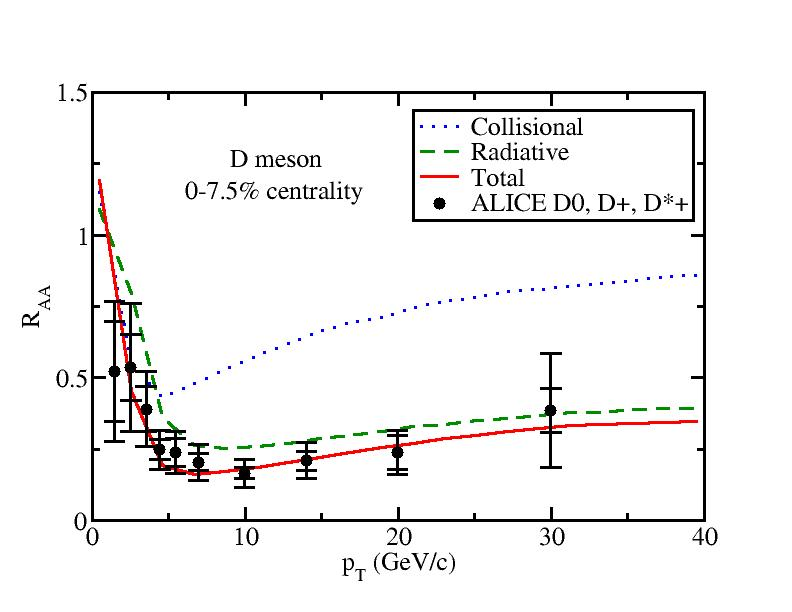 1.5
1
0.5
0
R_AA
D meson
0-7.5% centrality
Collisional
Radiative
Total
ALICE D0, D+, D*+
0 10 20 30 40
p_T (GeV/c)